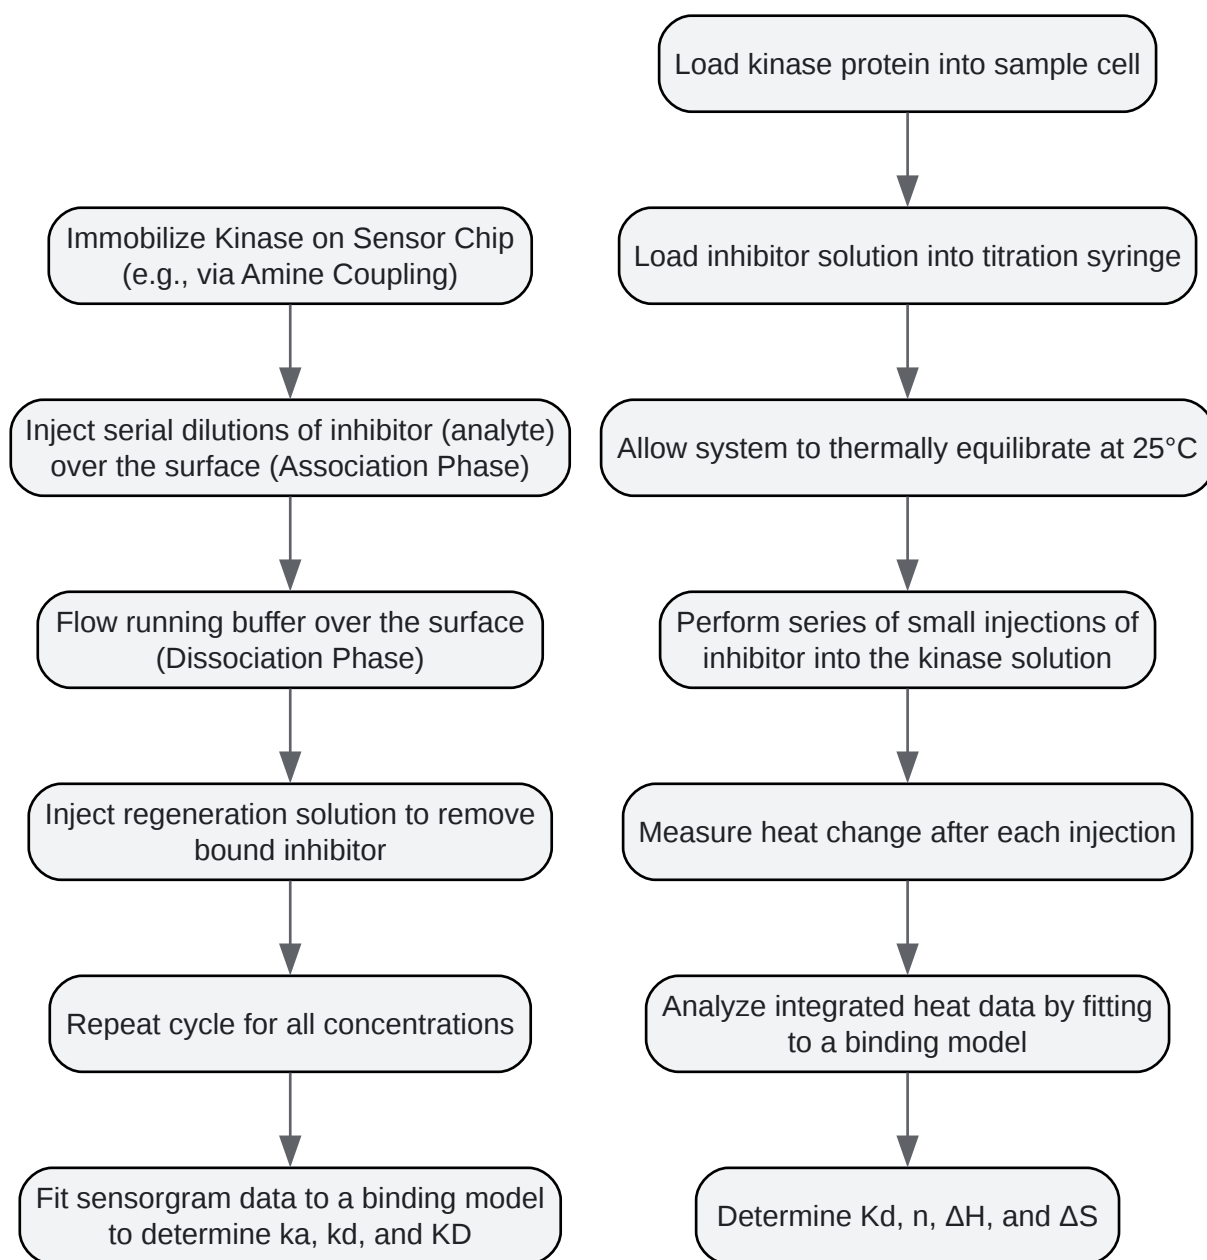 Immobilize Kinase on Sensor Chip
(e.g., via Amine Coupling)
Inject serial dilutions of inhibitor (analyte)
over the surface (Association Phase)
Flow running buffer over the surface
(Dissociation Phase)
Inject regeneration solution to remove
bound inhibitor
Repeat cycle for all concentrations
Fit sensorgram data to a binding model
to determine ka, kd, and KD
Load kinase protein into sample cell
Load inhibitor solution into titration syringe
Allow system to thermally equilibrate at 25°C
Perform series of small injections of
inhibitor into the kinase solution
Measure heat change after each injection
Analyze integrated heat data by fitting
to a binding model
Determine Kd, n, ΔH, and ΔS